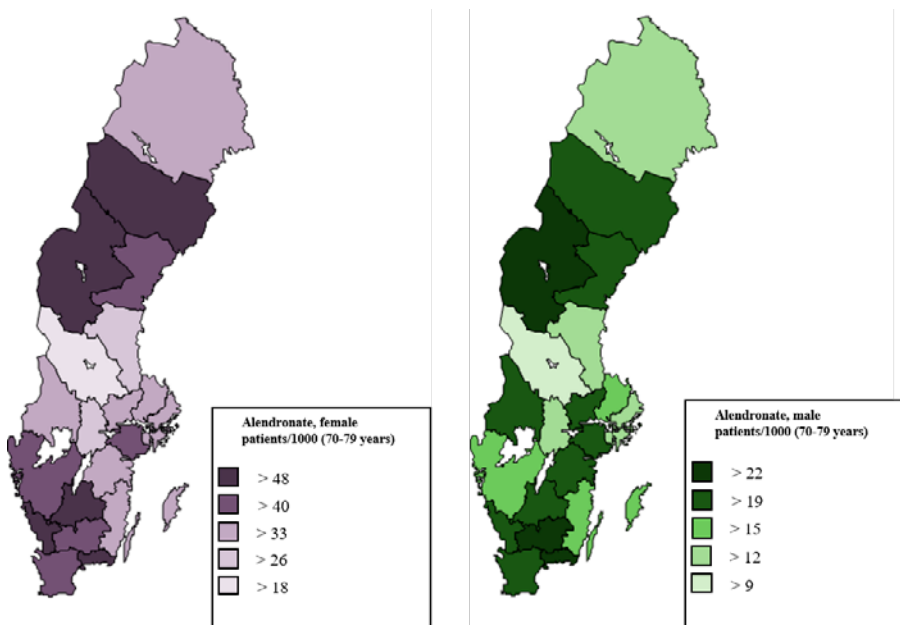 Alendronate, female
patients/1000 (70-79 years)
> 48
> 40
> 33
> 26
> 18
Alendronate, male
patients/1000 (70-79 years)
> 22
> 19
> 15
> 12
> 9